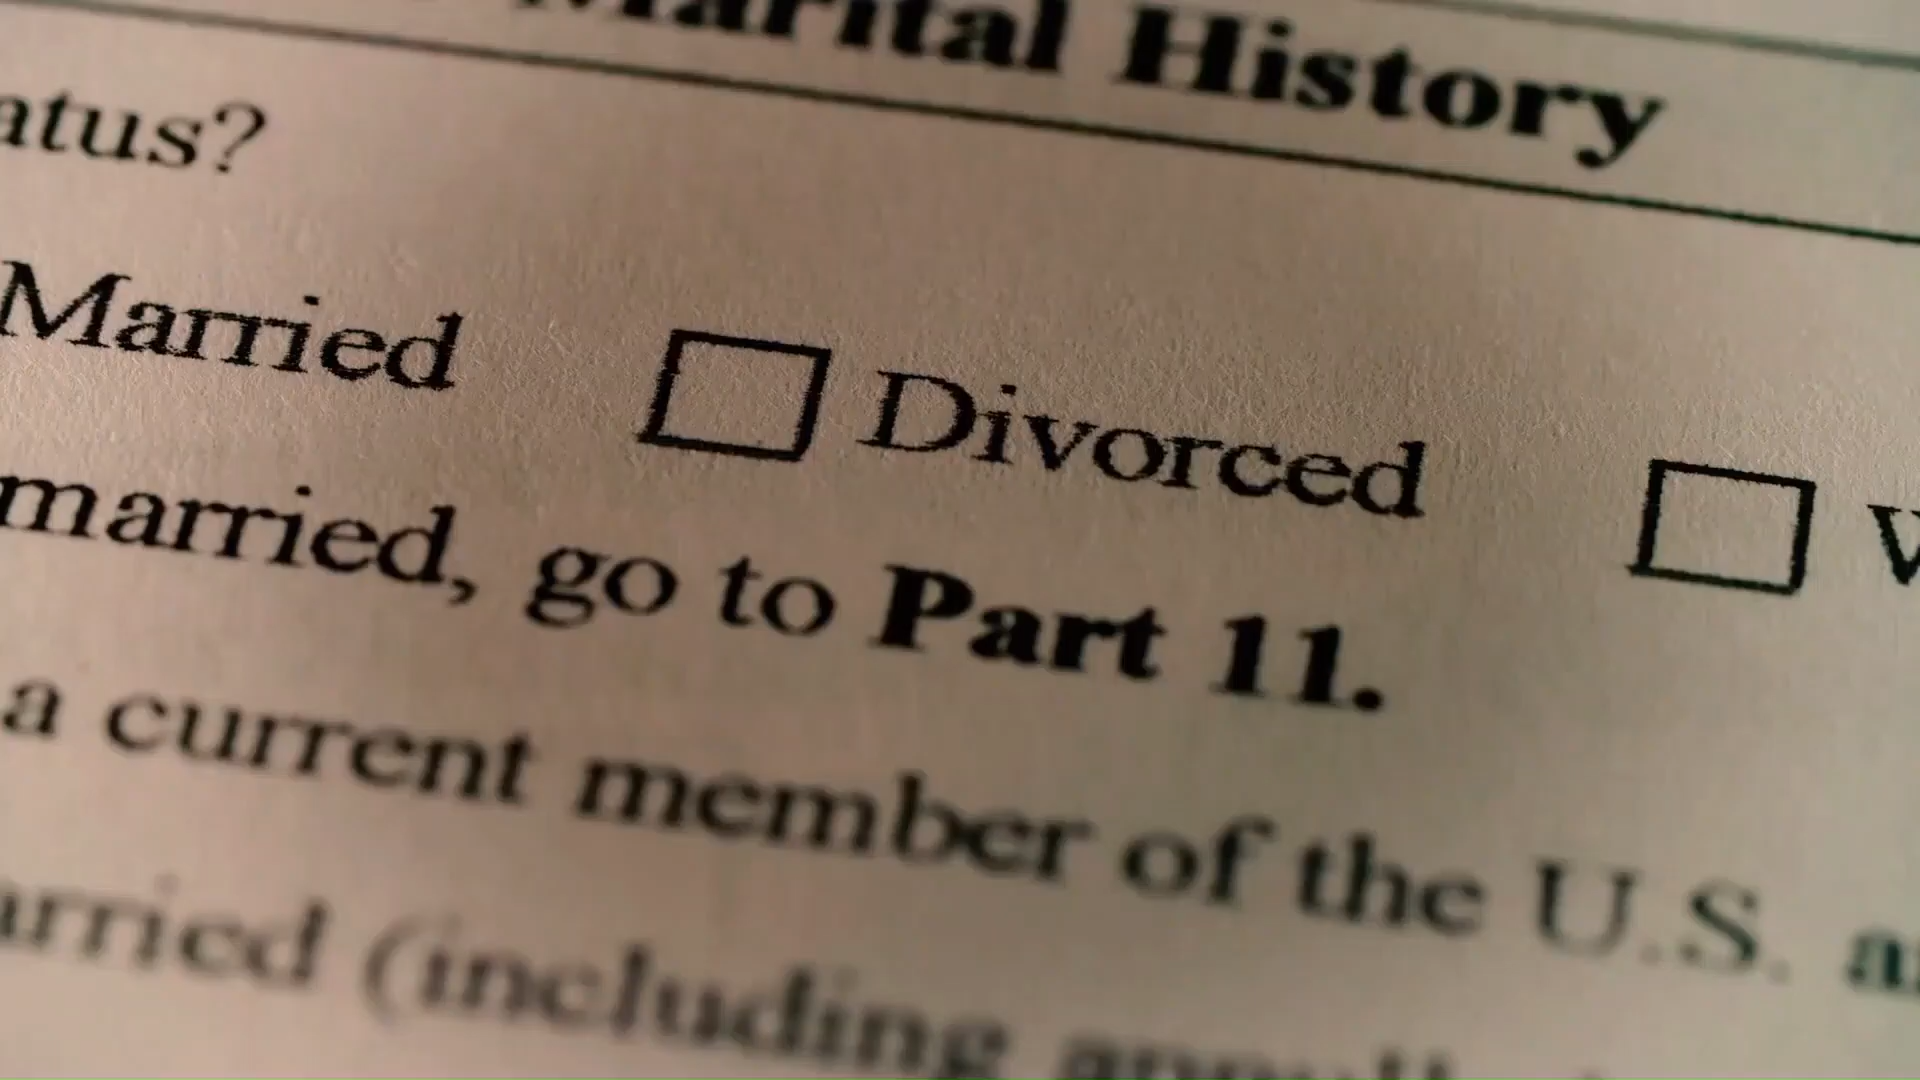 Marital History
atus?
Married Divorced
married, go to Part 11.
a current member of the U.S.
arried (including